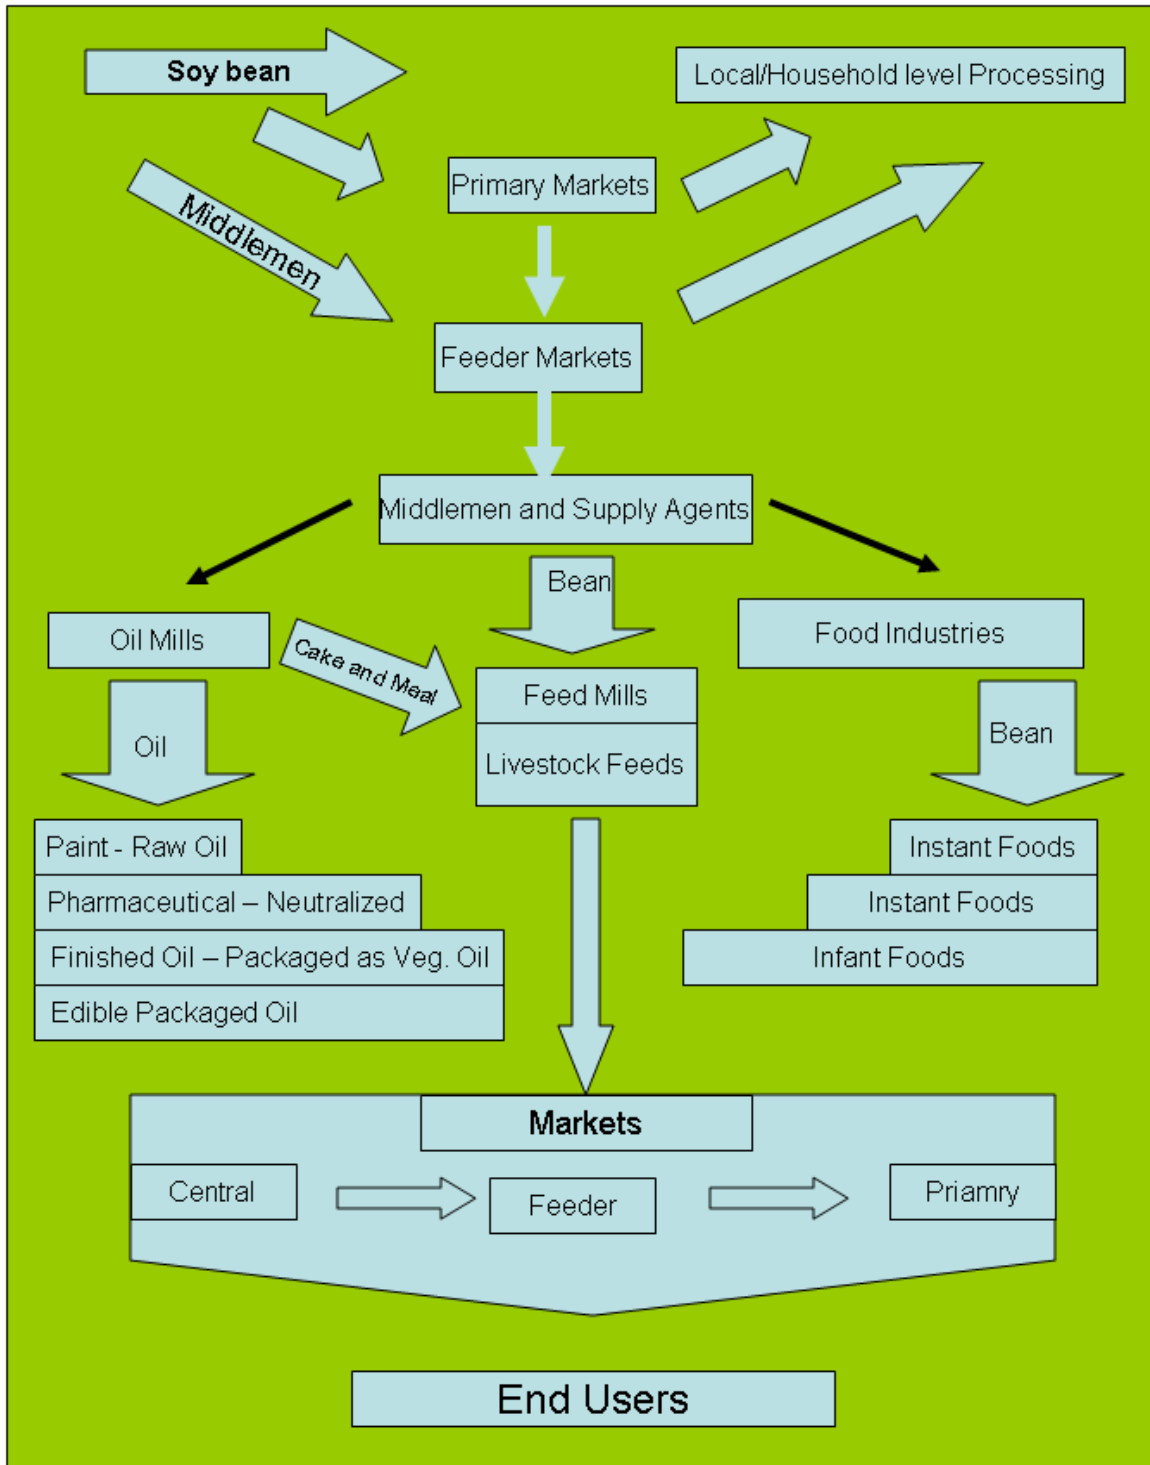 Soy bean
Local/Household level Processing
Primary Markets
Middlemen
Feeder Markets
Middlemen and Supply Agents
Bean
Oil Mills
Cake and Meal
Food Industries
Feed Mills
Livestock Feeds
Oil
Bean
Paint - Raw Oil
Pharmaceutical – Neutralized
Finished Oil – Packaged as Veg. Oil
Edible Packaged Oil
Instant Foods
Instant Foods
Infant Foods
Markets
Central
Feeder
Priamry
End Users